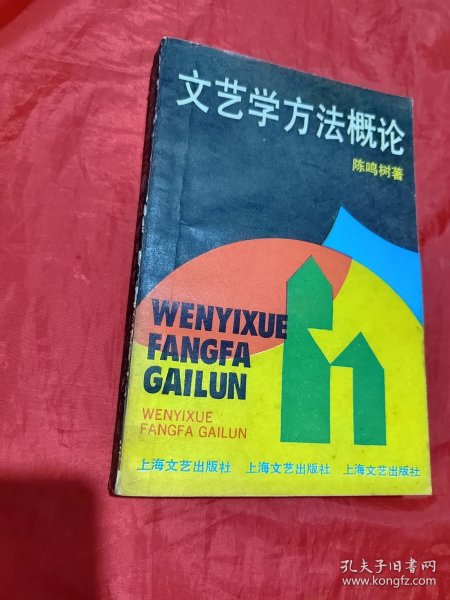 文艺学方法概论
陈鸣树著
WENYIXUE
FANGFA
GAILUN
WENYIXUE
FANGFA GAILUN
上海文艺出版社 上海文艺出版社 上海文艺出版社
孔夫子旧书网
www.kongfz.com